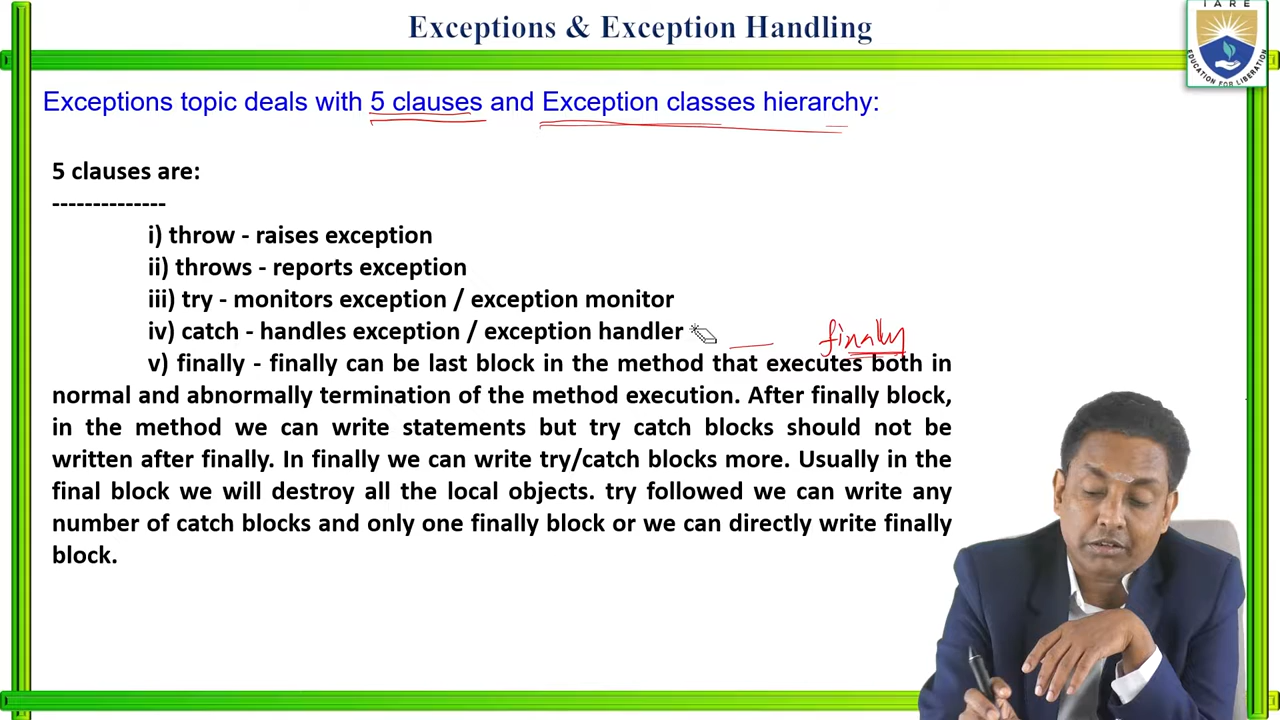 Exceptions & Exception Handling
IARE
EDUCATION FOR LIBERATION
Exceptions topic deals with 5 clauses and Exception classes hierarchy:
5 clauses are:
--------------
i) throw - raises exception
ii) throws - reports exception
iii) try - monitors exception / exception monitor
iv) catch - handles exception / exception handler
finally
v) finally - finally can be last block in the method that executes both in
normal and abnormally termination of the method execution. After finally block,
in the method we can write statements but try catch blocks should not be
written after finally. In finally we can write try/catch blocks more. Usually in the
final block we will destroy all the local objects. try followed we can write any
number of catch blocks and only one finally block or we can directly write finally
block.